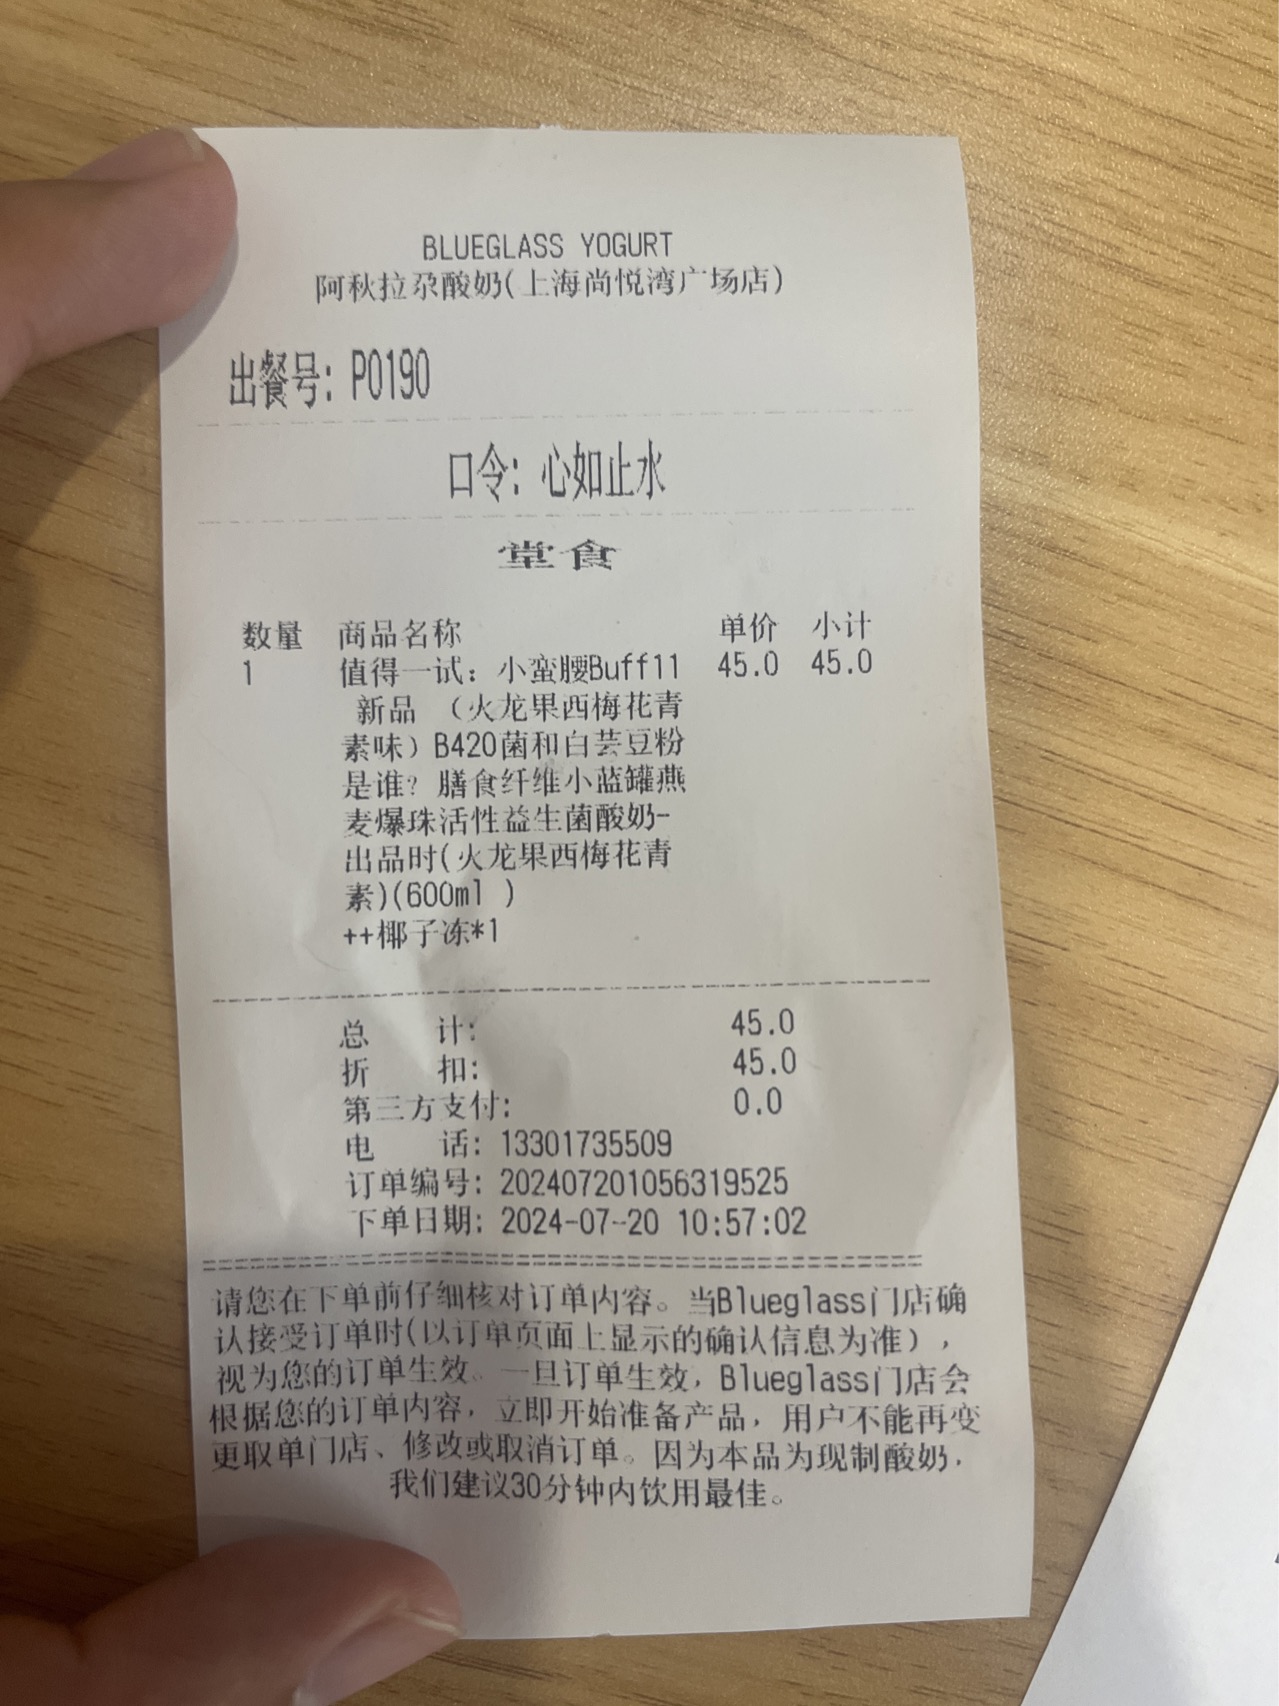 BLUEGLASS YOGURT
阿秋拉尕酸奶(上海尚悦湾广场店)
出餐号: P0190
口令: 心如止水
堂食
数量 商品名称 单价 小计
1 值得一试：小蛮腰Buff11 45.0 45.0
新品 （火龙果西梅花青
素味）B420菌和白芸豆粉
是谁？膳食纤维小蓝罐燕
麦爆珠活性益生菌酸奶-
出品时(火龙果西梅花青
素)(600ml )
++椰子冻*1
总 计: 45.0
折 扣: 45.0
第三方支付: 0.0
电 话: 13301735509
订单编号: 202407201056319525
下单日期: 2024-07-20 10:57:02
请您在下单前仔细核对订单内容。当Blueglass门店确
认接受订单时(以订单页面上显示的确认信息为准)，
视为您的订单生效。一旦订单生效，Blueglass门店会
根据您的订单内容，立即开始准备产品，用户不能再变
更取单门店、修改或取消订单。因为本品为现制酸奶，
我们建议30分钟内饮用最佳。